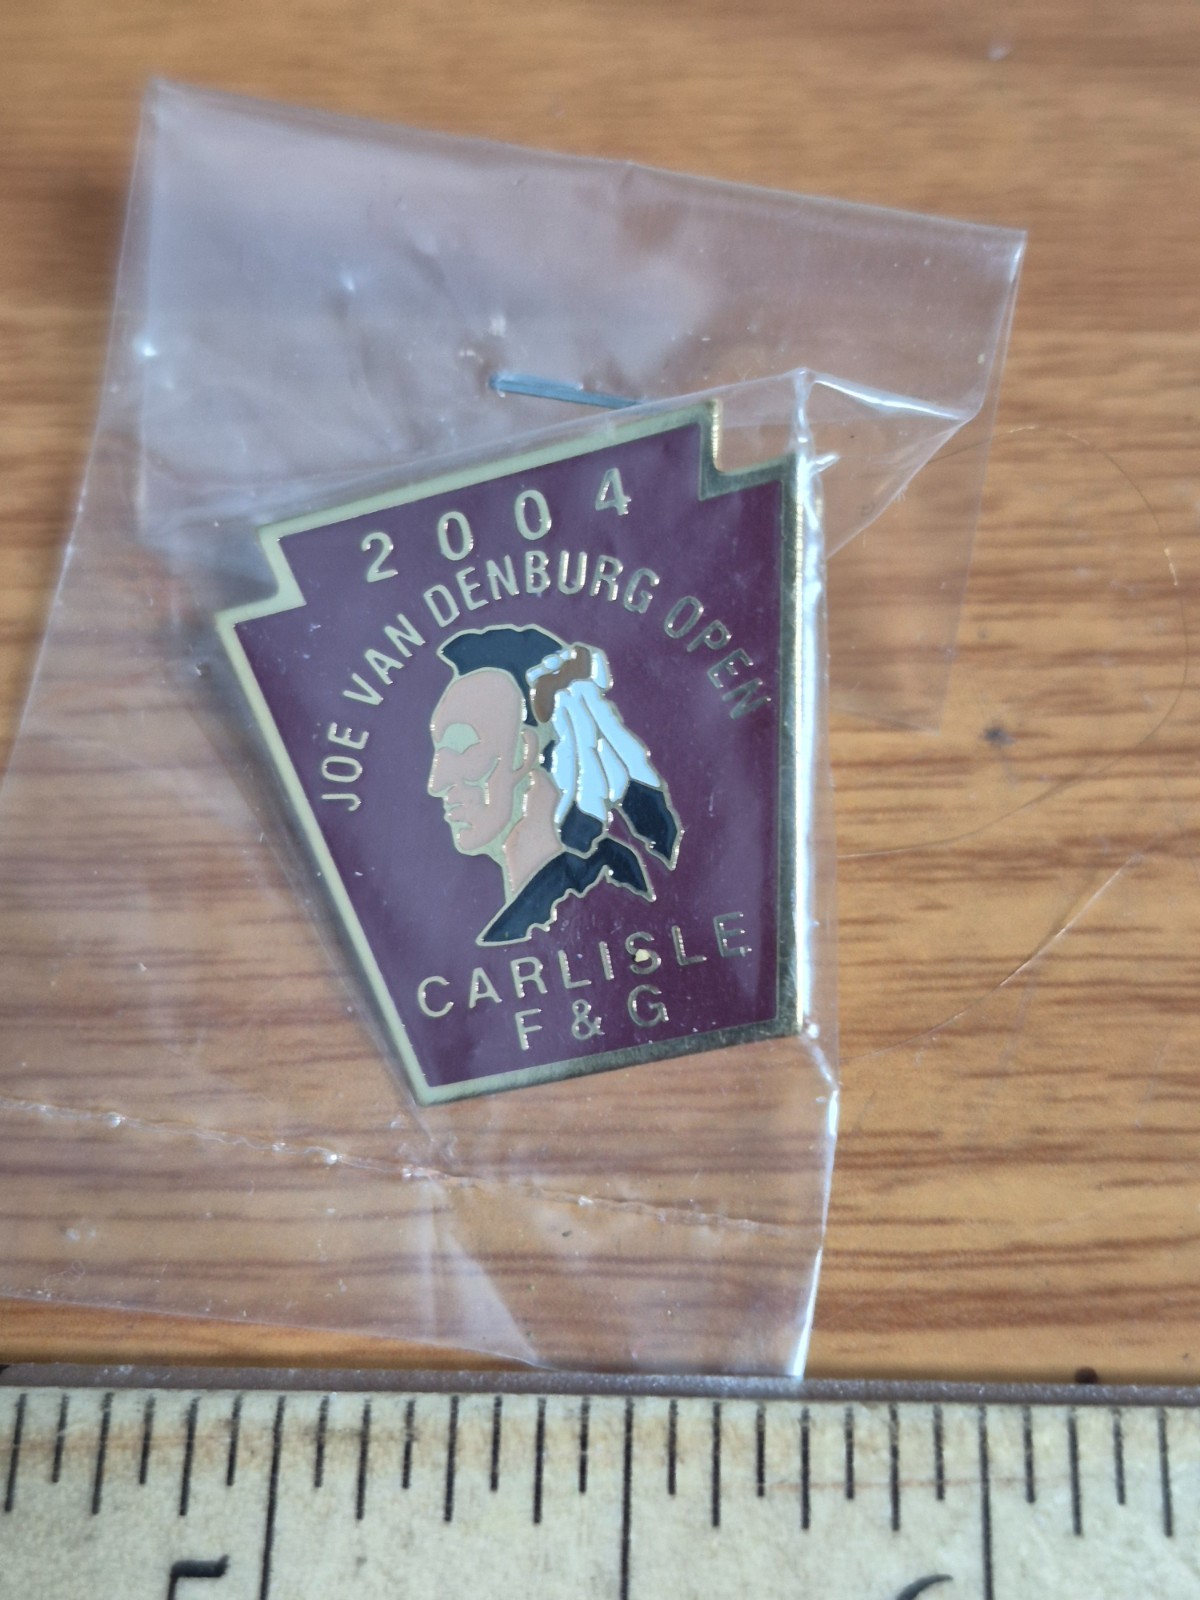 2004
JOE VAN DENBURG OPEN
CARLISLE
F & G